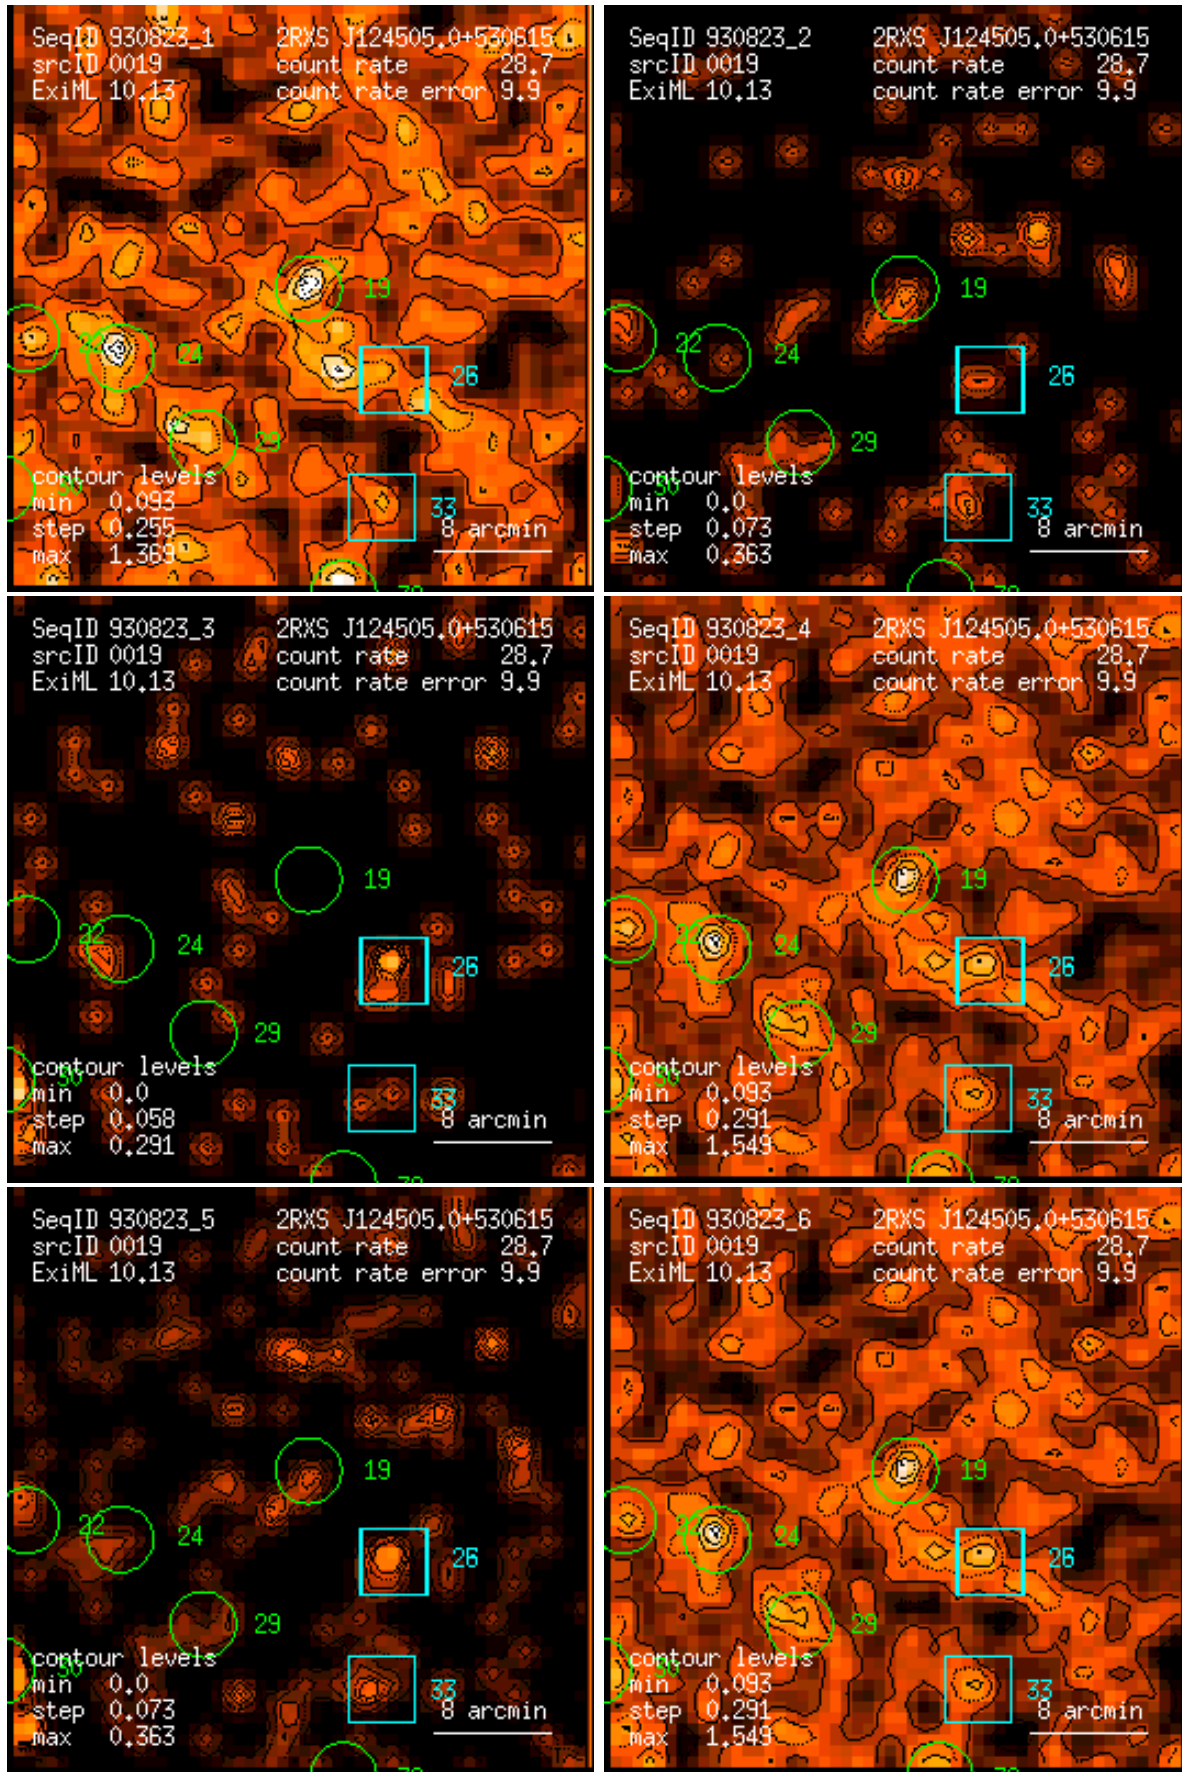 SeqID 930823_1 2RXS J124505.0+530615
srcID 0019 count rate 28.7
ExiML 10.13 count rate error 9.9
19
22 24
26
29
contour levels
30
min 0.093
33
step 0.255 8 arcmin
max 1.369
SeqID 930823_2 2RXS J124505.0+530615
srcID 0019 count rate 28.7
ExiML 10.13 count rate error 9.9
19
22 24
26
29
contour levels
30
min 0.0
33
step 0.073 8 arcmin
max 0.363
SeqID 930823_3 2RXS J124505.0+530615
srcID 0019 count rate 28.7
ExiML 10.13 count rate error 9.9
19
22 24
26
29
contour levels
30
min 0.0
33
step 0.058 8 arcmin
max 0.291
SeqID 930823_4 2RXS J124505.0+530615
srcID 0019 count rate 28.7
ExiML 10.13 count rate error 9.9
19
22 24
26
29
contour levels
30
min 0.093
33
step 0.291 8 arcmin
max 1.549
SeqID 930823_5 2RXS J124505.0+530615
srcID 0019 count rate 28.7
ExiML 10.13 count rate error 9.9
19
22 24
26
29
contour levels
30
min 0.0
33
step 0.073 8 arcmin
max 0.363
SeqID 930823_6 2RXS J124505.0+530615
srcID 0019 count rate 28.7
ExiML 10.13 count rate error 9.9
19
22 24
26
29
contour levels
30
min 0.093
33
step 0.291 8 arcmin
max 1.549